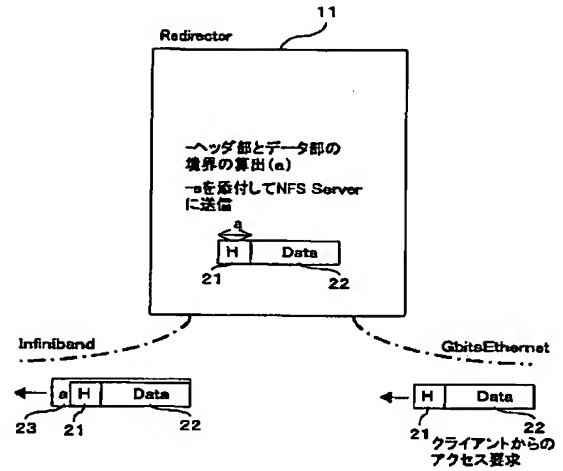 11
Redirector
-ヘッダ部とデータ部の
境界の算出(a)
-aを添付してNFS Server
に送信
a
H Data
21 22
Infiniband
GbitsEthernet
a H Data
23 21 22
H Data
21 22
クライアントからの
アクセス要求